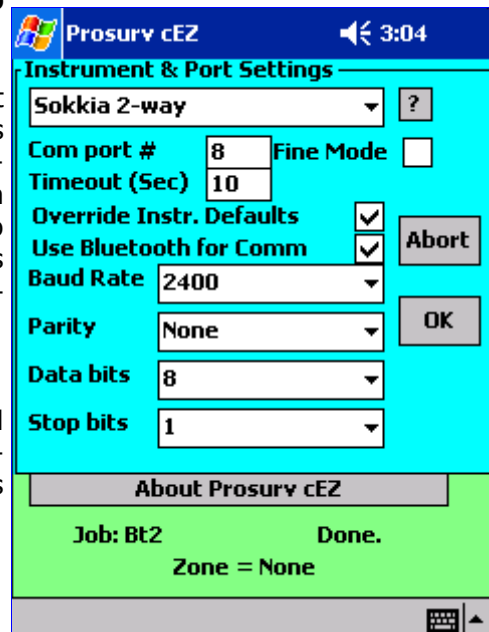 Prosurv cEZ 3:04
Instrument & Port Settings
Sokkia 2-way ?
Com port # 8 Fine Mode
Timeout (Sec) 10
Override Instr. Defaults
Use Bluetooth for Comm
Abort
Baud Rate 2400
Parity None
OK
Data bits 8
Stop bits 1
About Prosurv cEZ
Job: Bt2 Done.
Zone = None